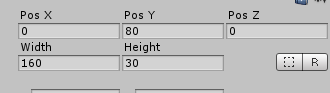 Pos X Pos Y Pos Z
0 80 0
Width Height
160 30 R